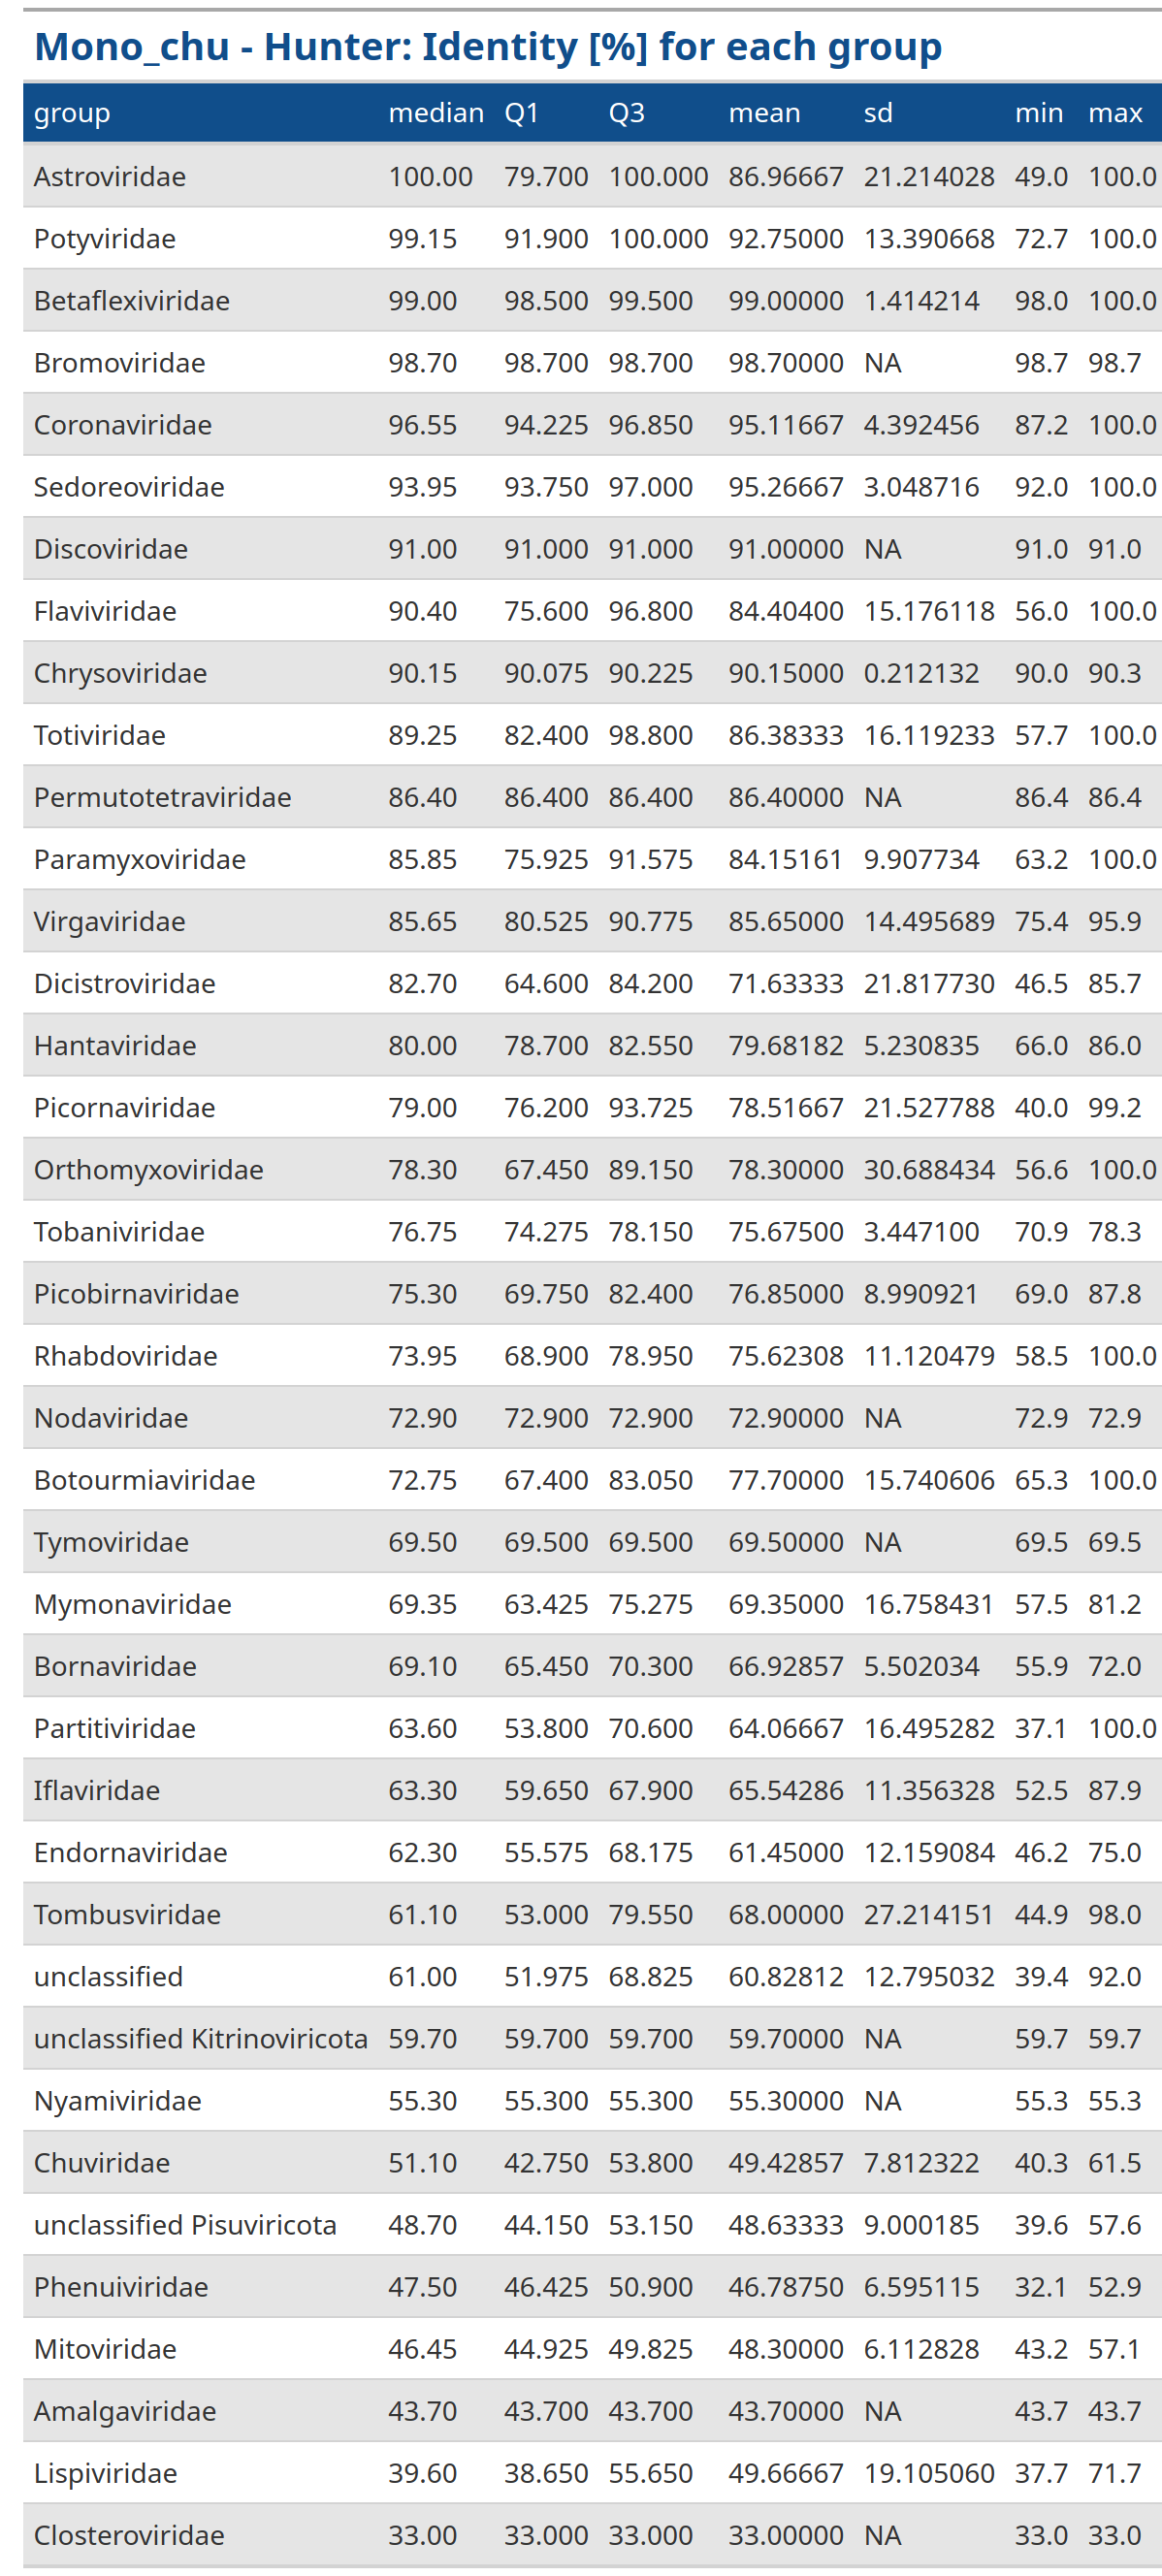 Mono_chu - Hunter: Identity [%] for each group
group median Q1 Q3 mean sd min max
Astroviridae 100.00 79.700 100.000 86.96667 21.214028 49.0 100.0
Potyviridae 99.15 91.900 100.000 92.75000 13.390668 72.7 100.0
Betaflexiviridae 99.00 98.500 99.500 99.00000 1.414214 98.0 100.0
Bromoviridae 98.70 98.700 98.700 98.70000 NA 98.7 98.7
Coronaviridae 96.55 94.225 96.850 95.11667 4.392456 87.2 100.0
Sedoreoviridae 93.95 93.750 97.000 95.26667 3.048716 92.0 100.0
Discoviridae 91.00 91.000 91.000 91.00000 NA 91.0 91.0
Flaviviridae 90.40 75.600 96.800 84.40400 15.176118 56.0 100.0
Chrysoviridae 90.15 90.075 90.225 90.15000 0.212132 90.0 90.3
Totiviridae 89.25 82.400 98.800 86.38333 16.119233 57.7 100.0
Permutotetraviridae 86.40 86.400 86.400 86.40000 NA 86.4 86.4
Paramyxoviridae 85.85 75.925 91.575 84.15161 9.907734 63.2 100.0
Virgaviridae 85.65 80.525 90.775 85.65000 14.495689 75.4 95.9
Dicistroviridae 82.70 64.600 84.200 71.63333 21.817730 46.5 85.7
Hantaviridae 80.00 78.700 82.550 79.68182 5.230835 66.0 86.0
Picornaviridae 79.00 76.200 93.725 78.51667 21.527788 40.0 99.2
Orthomyxoviridae 78.30 67.450 89.150 78.30000 30.688434 56.6 100.0
Tobaniviridae 76.75 74.275 78.150 75.67500 3.447100 70.9 78.3
Picobirnaviridae 75.30 69.750 82.400 76.85000 8.990921 69.0 87.8
Rhabdoviridae 73.95 68.900 78.950 75.62308 11.120479 58.5 100.0
Nodaviridae 72.90 72.900 72.900 72.90000 NA 72.9 72.9
Botourmiaviridae 72.75 67.400 83.050 77.70000 15.740606 65.3 100.0
Tymoviridae 69.50 69.500 69.500 69.50000 NA 69.5 69.5
Mymonaviridae 69.35 63.425 75.275 69.35000 16.758431 57.5 81.2
Bornaviridae 69.10 65.450 70.300 66.92857 5.502034 55.9 72.0
Partitiviridae 63.60 53.800 70.600 64.06667 16.495282 37.1 100.0
Iflaviridae 63.30 59.650 67.900 65.54286 11.356328 52.5 87.9
Endornaviridae 62.30 55.575 68.175 61.45000 12.159084 46.2 75.0
Tombusviridae 61.10 53.000 79.550 68.00000 27.214151 44.9 98.0
unclassified 61.00 51.975 68.825 60.82812 12.795032 39.4 92.0
unclassified Kitrinoviricota 59.70 59.700 59.700 59.70000 NA 59.7 59.7
Nyamiviridae 55.30 55.300 55.300 55.30000 NA 55.3 55.3
Chuviridae 51.10 42.750 53.800 49.42857 7.812322 40.3 61.5
unclassified Pisuviricota 48.70 44.150 53.150 48.63333 9.000185 39.6 57.6
Phenuiviridae 47.50 46.425 50.900 46.78750 6.595115 32.1 52.9
Mitoviridae 46.45 44.925 49.825 48.30000 6.112828 43.2 57.1
Amalgaviridae 43.70 43.700 43.700 43.70000 NA 43.7 43.7
Lispiviridae 39.60 38.650 55.650 49.66667 19.105060 37.7 71.7
Closteroviridae 33.00 33.000 33.000 33.00000 NA 33.0 33.0